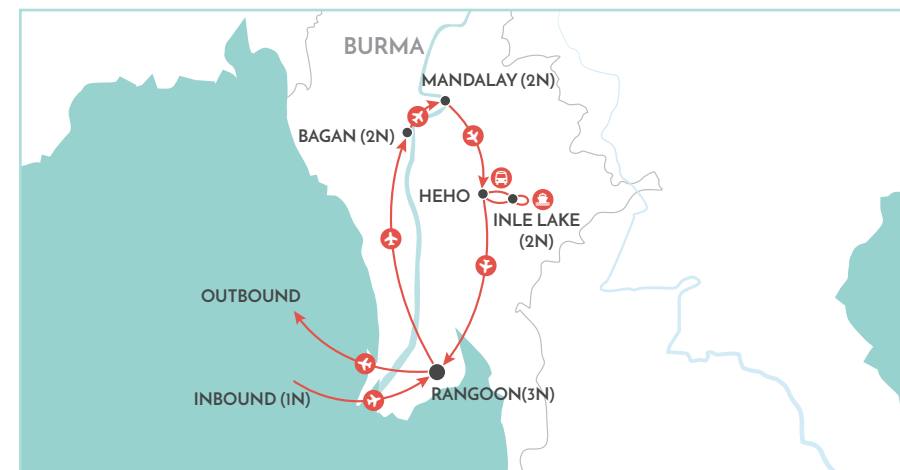 BURMA
MANDALAY (2N)
BAGAN (2N)
HEHO
INLE LAKE
(2N)
OUTBOUND
INBOUND (1N)
RANGOON(3N)